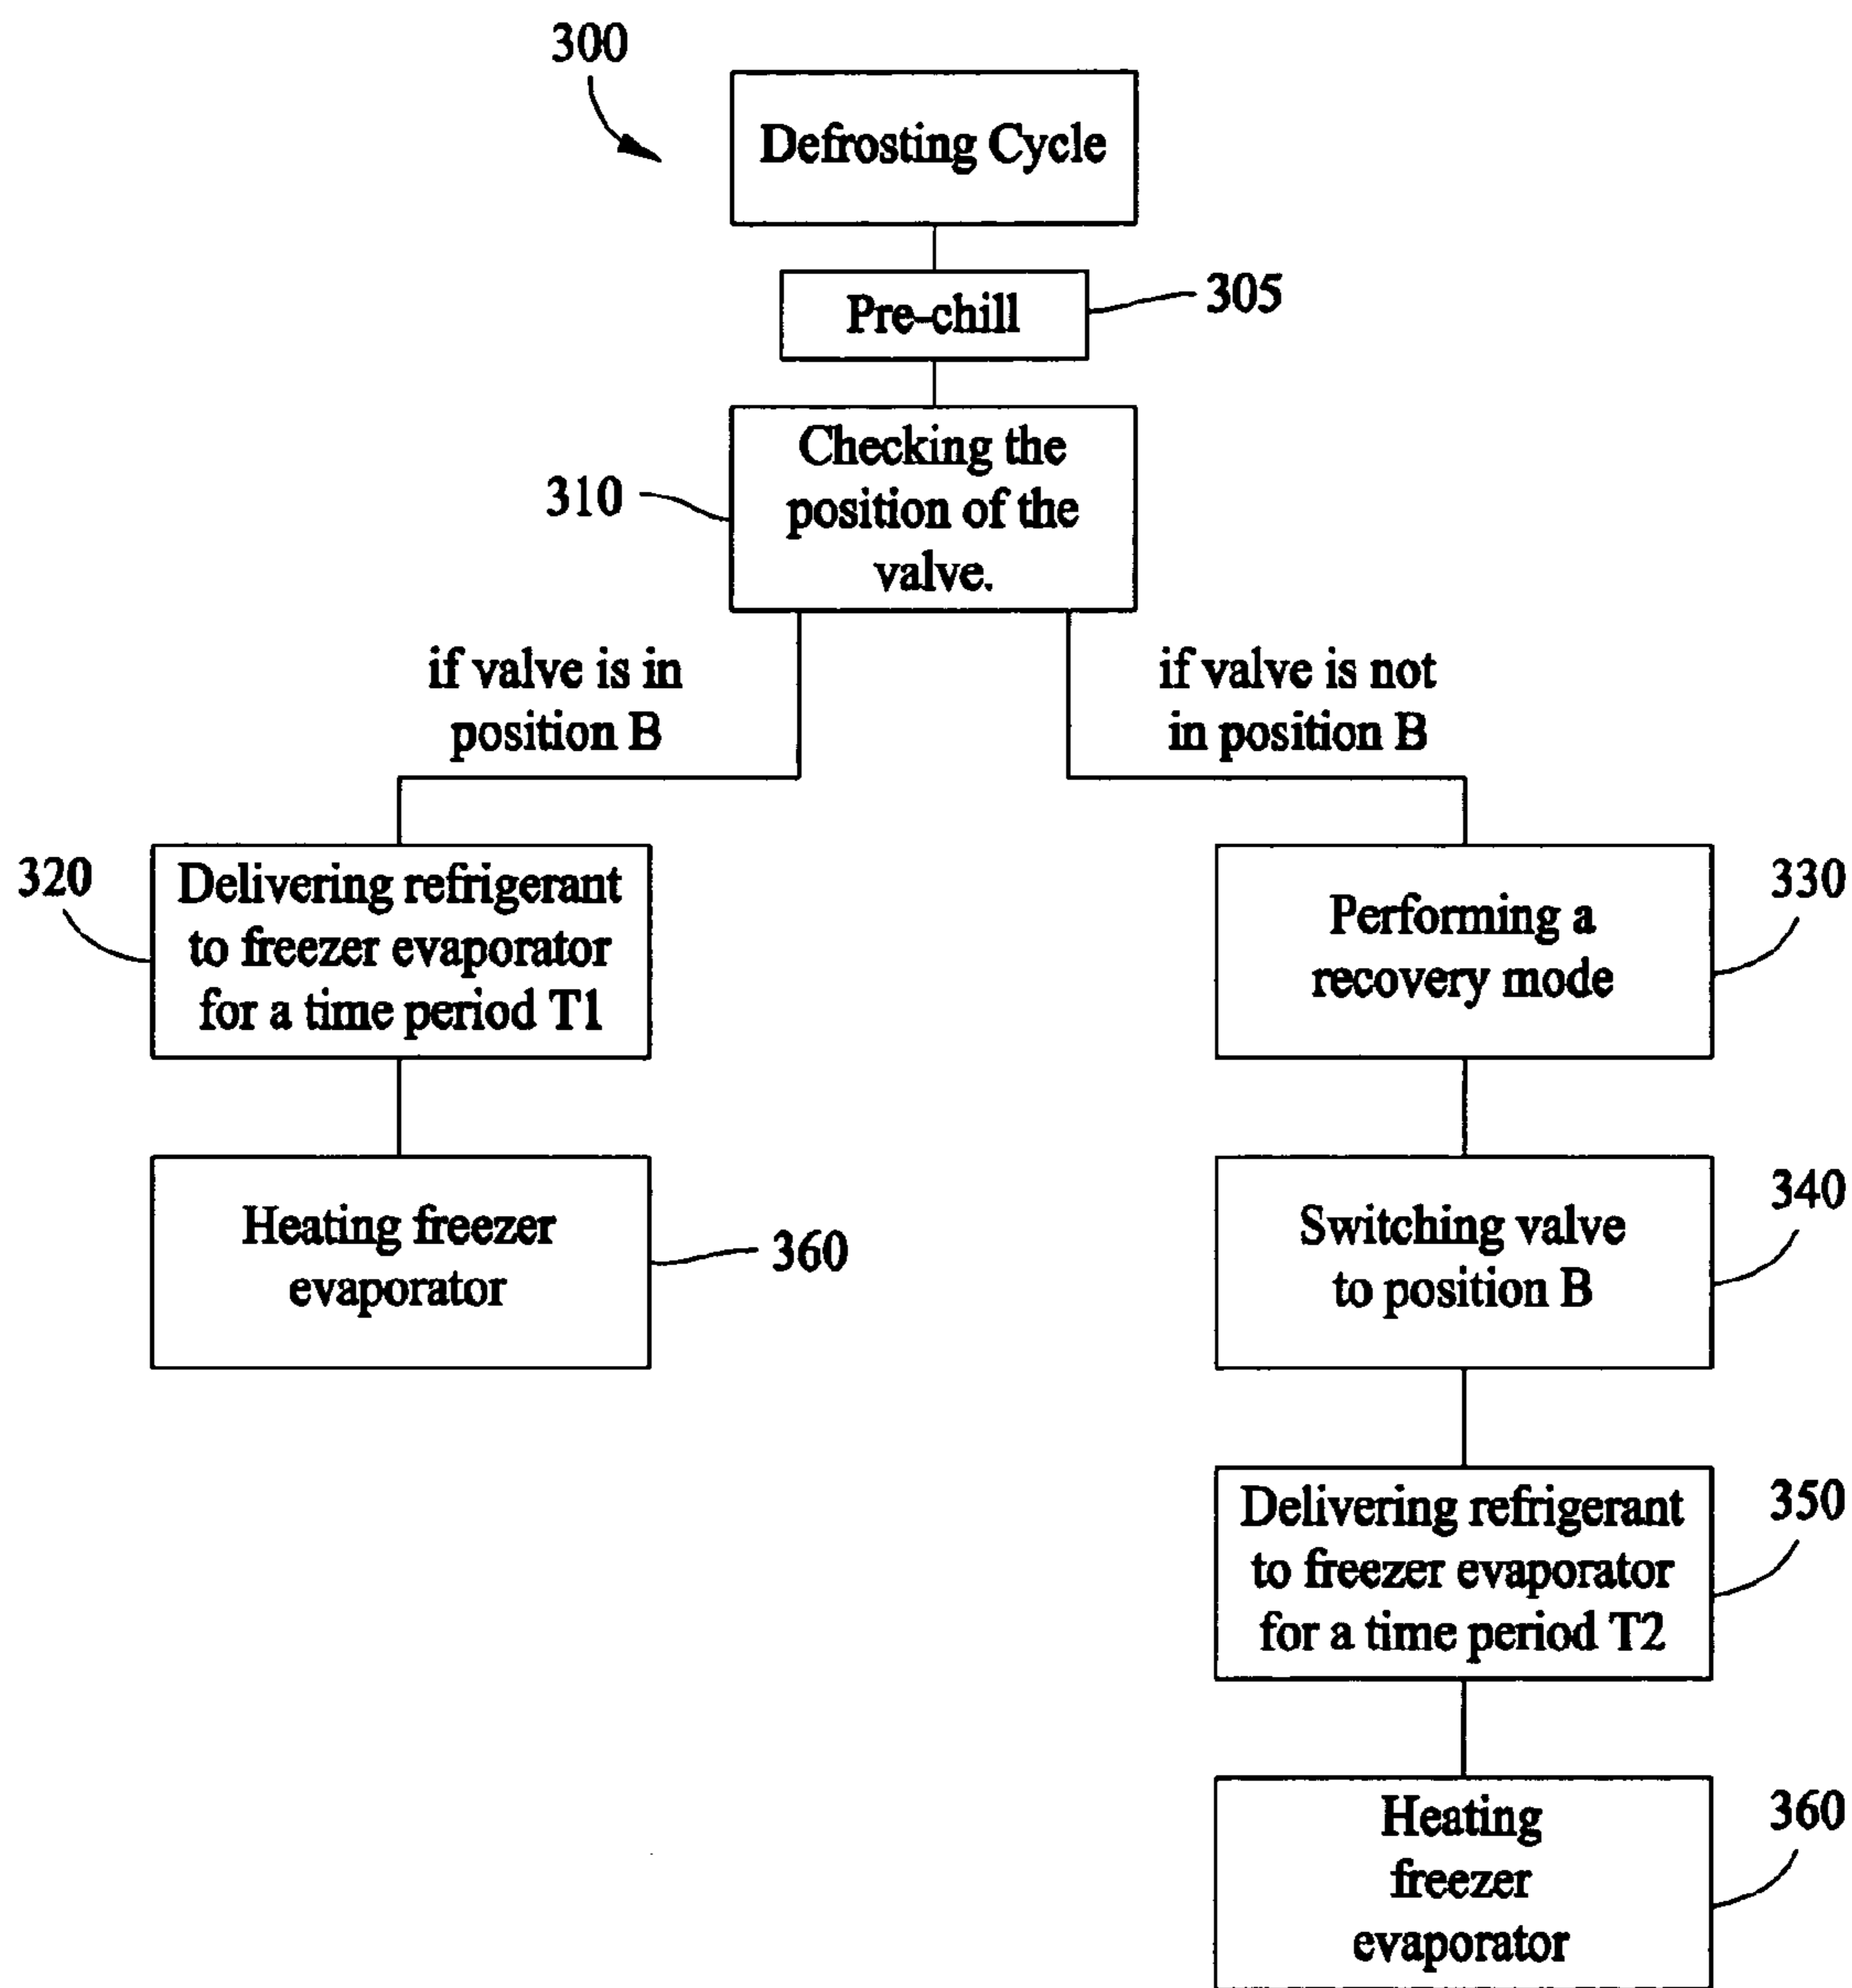 300
Defrosting Cycle
Pre-chill
305
Checking the
position of the
valve.
310
if valve is in
position B
if valve is not
in position B
320
Delivering refrigerant
to freezer evaporator
for a time period T1
Performing a
recovery mode
330
Heating freezer
evaporator
360
Switching valve
to position B
340
Delivering refrigerant
to freezer evaporator
for a time period T2
350
Heating
freezer
evaporator
360